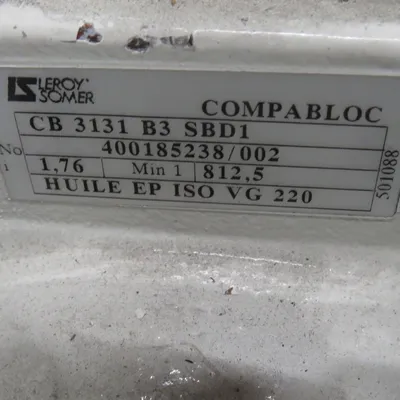 LEROY
SOMER
COMPABLOC
CB 3131 B3 SBD1
No 400185238/002
i 1,76 Min 1 812,5
HUILE EP ISO VG 220
501088